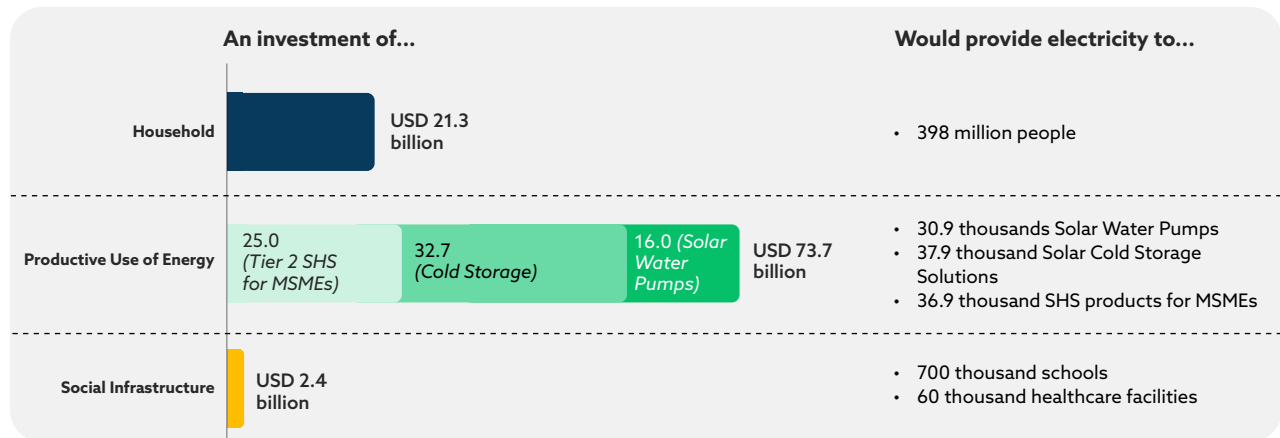 An investment of...
Would provide electricity to...
Household
USD 21.3
billion
• 398 million people
Productive Use of Energy
25.0
(Tier 2 SHS
for MSMEs)
32.7
(Cold Storage)
16.0 (Solar
Water
Pumps)
USD 73.7
billion
• 30.9 thousands Solar Water Pumps
• 37.9 thousand Solar Cold Storage
Solutions
• 36.9 thousand SHS products for MSMEs
Social Infrastructure
USD 2.4
billion
• 700 thousand schools
• 60 thousand healthcare facilities